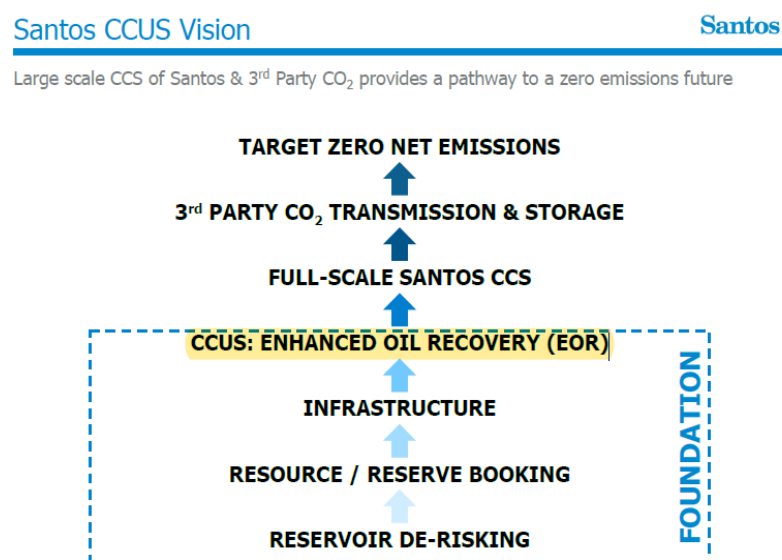 Santos CCUS Vision
Santos
Large scale CCS of Santos & 3rd Party CO₂ provides a pathway to a zero emissions future
TARGET ZERO NET EMISSIONS
3rd PARTY CO₂ TRANSMISSION & STORAGE
FULL-SCALE SANTOS CCS
CCUS: ENHANCED OIL RECOVERY (EOR)
INFRASTRUCTURE
RESOURCE / RESERVE BOOKING
RESERVOIR DE-RISKING
FOUNDATION